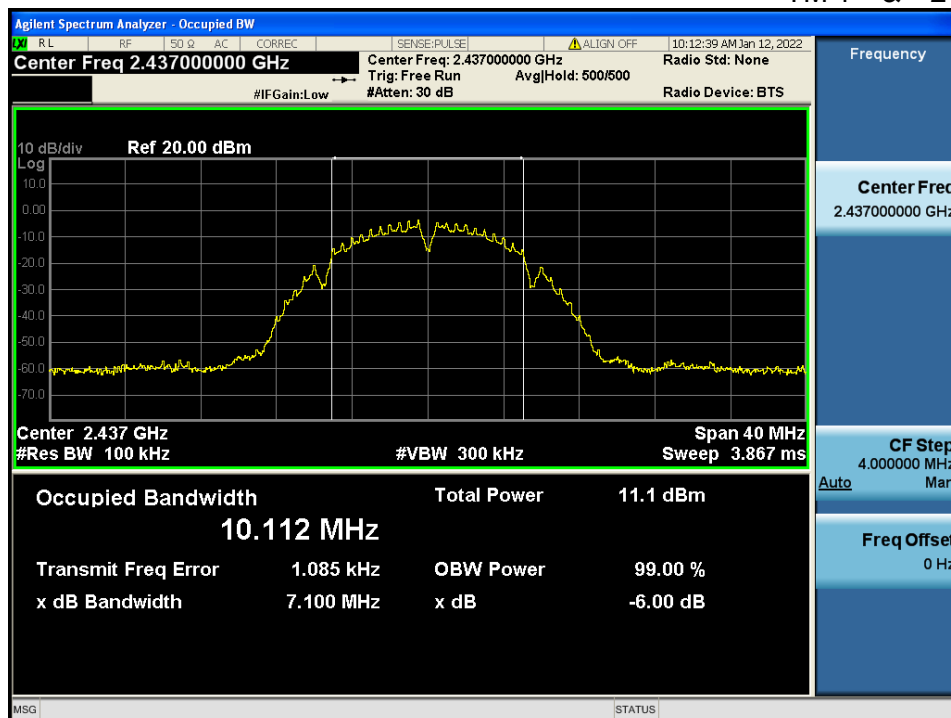 Agilent Spectrum Analyzer - Occupied BW
LXI RL RF 50 Ω AC CORREC SENSE:PULSE ALIGN OFF 10:12:39 AM Jan 12, 2022
Center Freq 2.437000000 GHz
Center Freq: 2.437000000 GHz
Radio Std: None
Trig: Free Run Avg|Hold: 500/500
#IFGain:Low
#Atten: 30 dB
Radio Device: BTS
10 dB/div Ref 20.00 dBm
Log
10.0
0.00
-10.0
-20.0
-30.0
-40.0
-50.0
-60.0
-70.0
Center 2.437 GHz
Span 40 MHz
#Res BW 100 kHz
#VBW 300 kHz
Sweep 3.867 ms
Occupied Bandwidth
10.112 MHz
Total Power 11.1 dBm
Transmit Freq Error 1.085 kHz
OBW Power 99.00 %
x dB Bandwidth 7.100 MHz
x dB -6.00 dB
MSG
STATUS
Frequency
Center Freq
2.437000000 GHz
CF Step
4.000000 MHz
Auto Man
Freq Offset
0 Hz